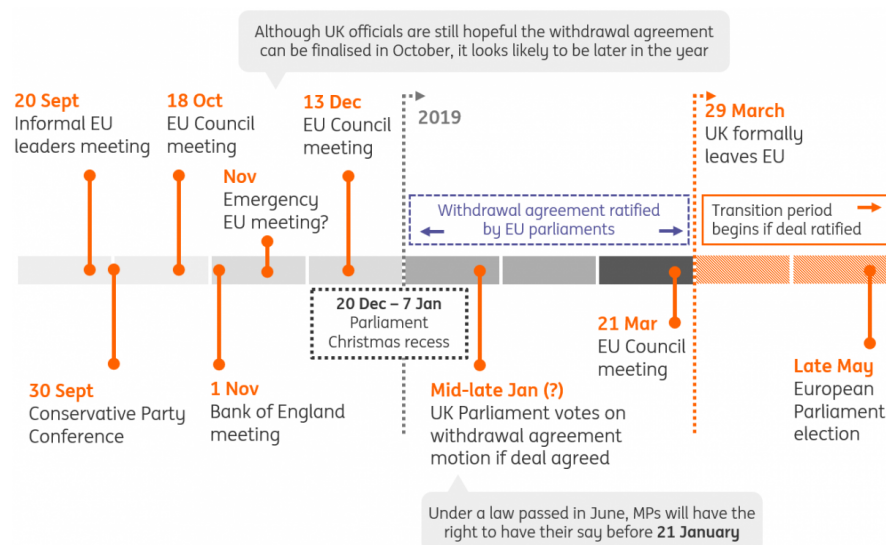 Although UK officials are still hopeful the withdrawal agreement
can be finalised in October, it looks likely to be later in the year
20 Sept
Informal EU
leaders meeting
18 Oct
EU Council
meeting
Nov
Emergency
EU meeting?
13 Dec
EU Council
meeting
2019
29 March
UK formally
leaves EU
Withdrawal agreement ratified
by EU parliaments
Transition period
begins if deal ratified
20 Dec – 7 Jan
Parliament
Christmas recess
30 Sept
Conservative Party
Conference
1 Nov
Bank of England
meeting
Mid-late Jan (?)
UK Parliament votes on
withdrawal agreement
motion if deal agreed
21 Mar
EU Council
meeting
Late May
European
Parliament
election
Under a law passed in June, MPs will have the
right to have their say before 21 January